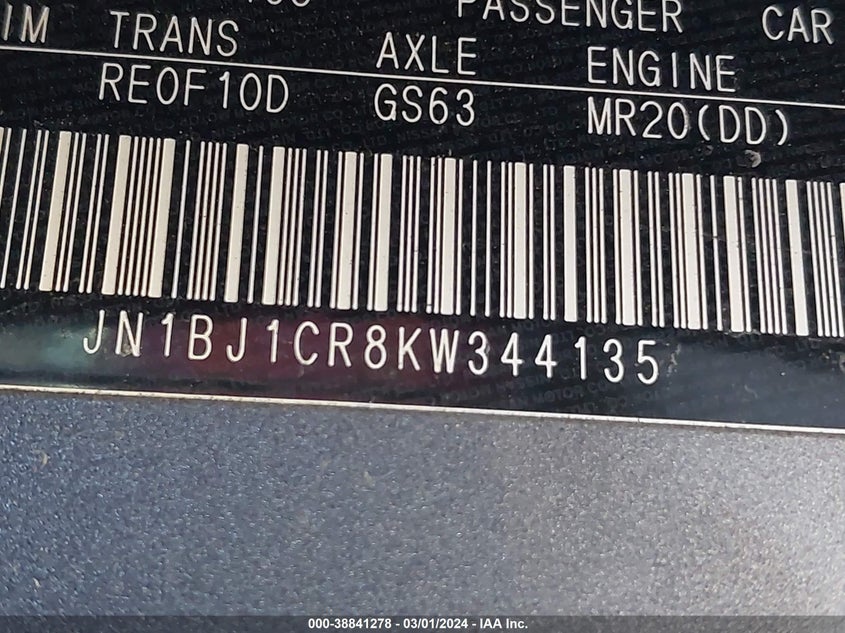 PASSENGER CAR
IM TRANS AXLE ENGINE
RE0F10D GS63 MR20(DD)
JN1BJ1CR8KW344135
000-38841278 - 03/01/2024 - IAA Inc.